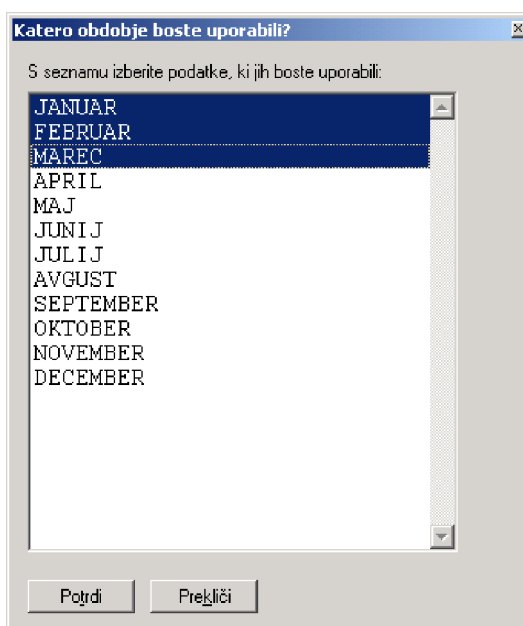 Katero obdobje boste uporabili?
S seznamu izberite podatke, ki jih boste uporabili:
JANUAR
FEBRUAR
MAREC
APRIL
MAJ
JUNIJ
JULIJ
AVGUST
SEPTEMBER
OKTOBER
NOVEMBER
DECEMBER
Potrdi Prekliči